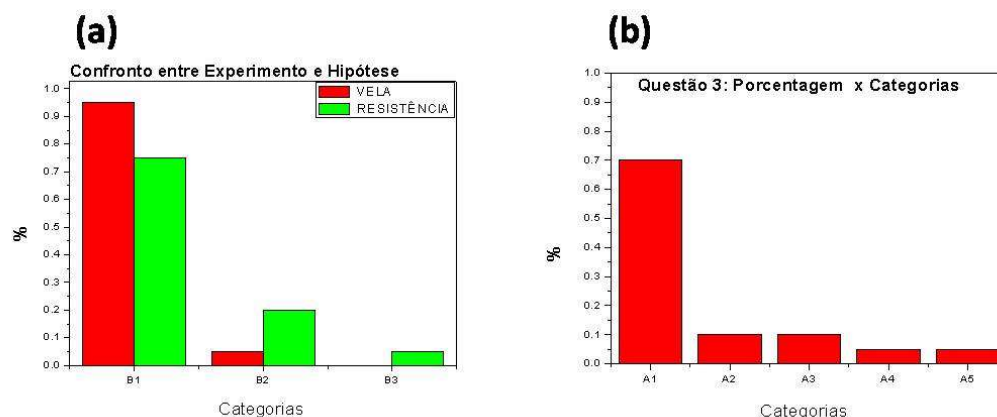 (a)
Confronto entre Experimento e Hipótese
VELA
RESISTÊNCIA
1.0
0.9
0.8
0.7
0.6
0.5
0.4
0.3
0.2
0.1
0.0
%
B1 B2 B3
Categorias
(b)
Questão 3: Porcentagem x Categorias
1.0
0.9
0.8
0.7
0.6
0.5
0.4
0.3
0.2
0.1
0.0
%
A1 A2 A3 A4 A5
Categorias